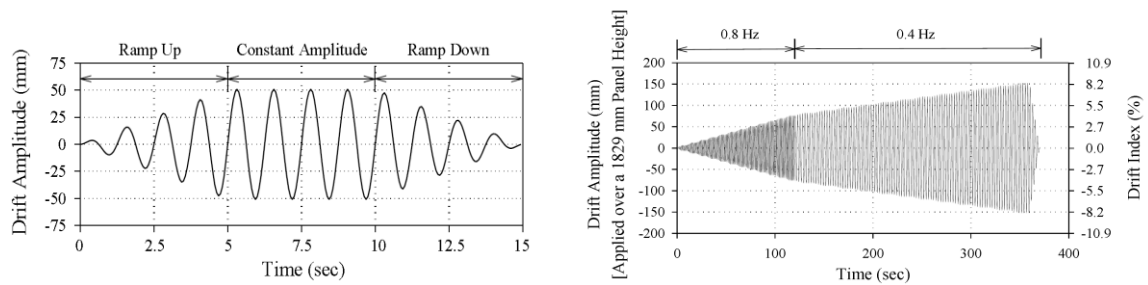 Ramp Up Constant Amplitude Ramp Down
75
50
25
0
-25
-50
-75
Drift Amplitude (mm)
0 2.5 5 7.5 10 12.5 15
Time (sec)
0.8 Hz 0.4 Hz
200
150
100
50
0
-50
-100
-150
-200
Drift Amplitude (mm)
[Applied over a 1829 mm Panel Height]
10.9
8.2
5.5
2.7
0.0
-2.7
-5.5
-8.2
-10.9
Drift Index (%)
0 100 200 300 400
Time (sec)